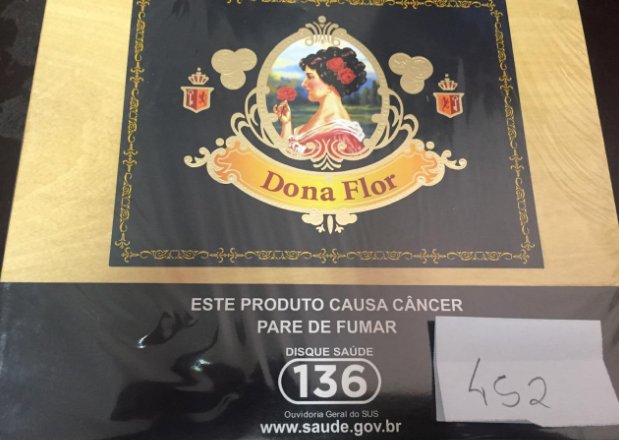 Dona Flor
ESTE PRODUTO CAUSA CÂNCER
PARE DE FUMAR
DISQUE SAÚDE
136
Ouvidoria Geral do SUS
www.saude.gov.br
452